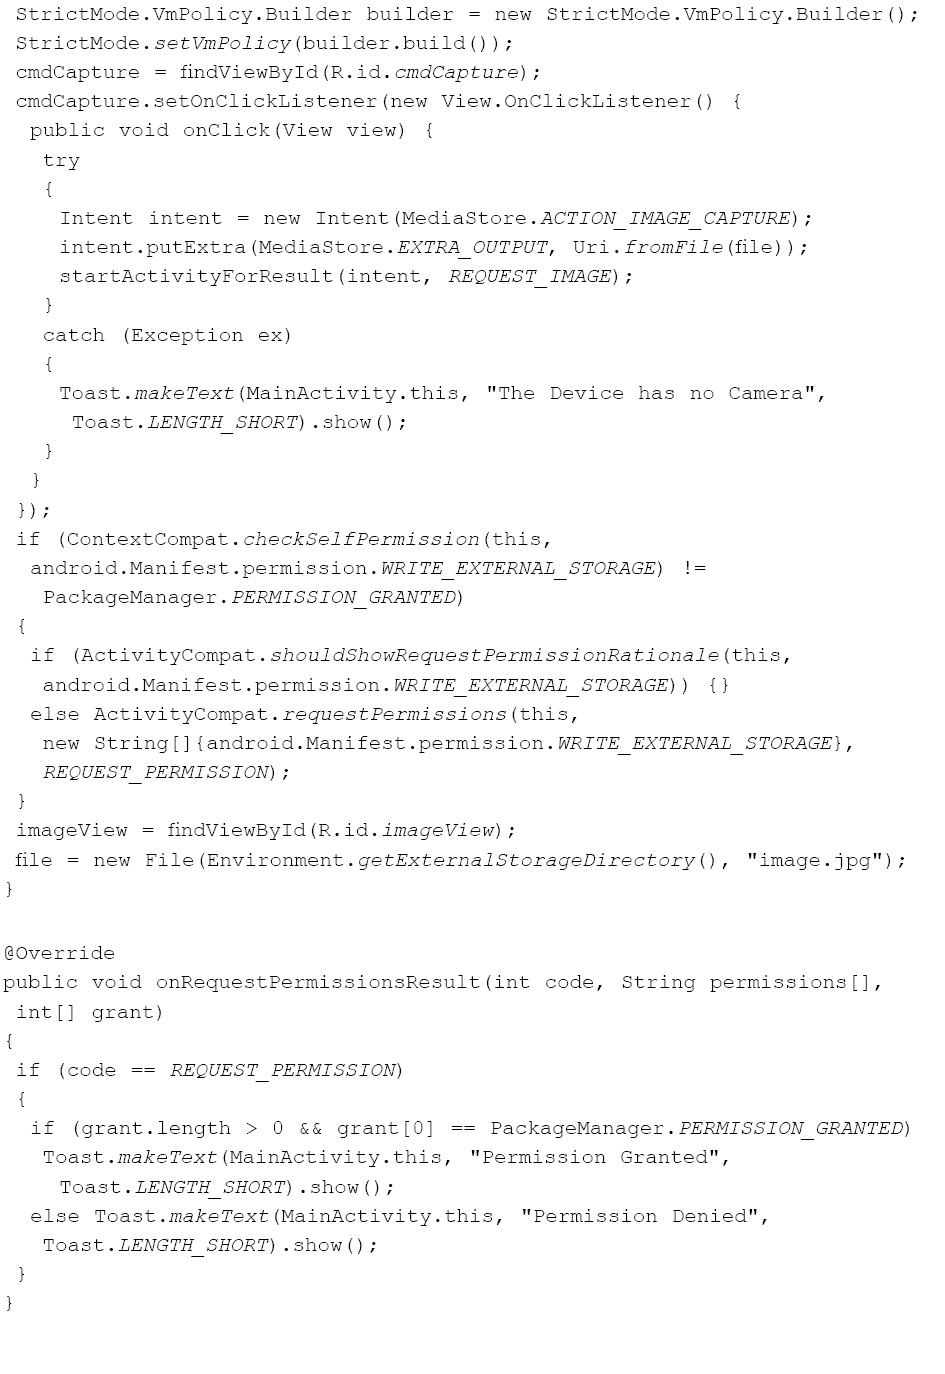 StrictMode.VmPolicy.Builder builder = new StrictMode.VmPolicy.Builder();
StrictMode.setVmPolicy(builder.build());
cmdCapture = findViewById(R.id.cmdCapture);
cmdCapture.setOnClickListener(new View.OnClickListener() {
public void onClick(View view) {
try
{
Intent intent = new Intent(MediaStore.ACTION_IMAGE_CAPTURE);
intent.putExtra(MediaStore.EXTRA_OUTPUT, Uri.fromFile(file));
startActivityForResult(intent, REQUEST_IMAGE);
}
catch (Exception ex)
{
Toast.makeText(MainActivity.this, "The Device has no Camera",
Toast.LENGTH_SHORT).show();
}
}
});
if (ContextCompat.checkSelfPermission(this,
android.Manifest.permission.WRITE_EXTERNAL_STORAGE) !=
PackageManager.PERMISSION_GRANTED)
{
if (ActivityCompat.shouldShowRequestPermissionRationale(this,
android.Manifest.permission.WRITE_EXTERNAL_STORAGE)) {}
else ActivityCompat.requestPermissions(this,
new String[]{android.Manifest.permission.WRITE_EXTERNAL_STORAGE},
REQUEST_PERMISSION);
}
imageView = findViewById(R.id.imageView);
file = new File(Environment.getExternalStorageDirectory(), "image.jpg");
}
@Override
public void onRequestPermissionsResult(int code, String permissions[],
int[] grant)
{
if (code == REQUEST_PERMISSION)
{
if (grant.length > 0 && grant[0] == PackageManager.PERMISSION_GRANTED)
Toast.makeText(MainActivity.this, "Permission Granted",
Toast.LENGTH_SHORT).show();
else Toast.makeText(MainActivity.this, "Permission Denied",
Toast.LENGTH_SHORT).show();
}
}